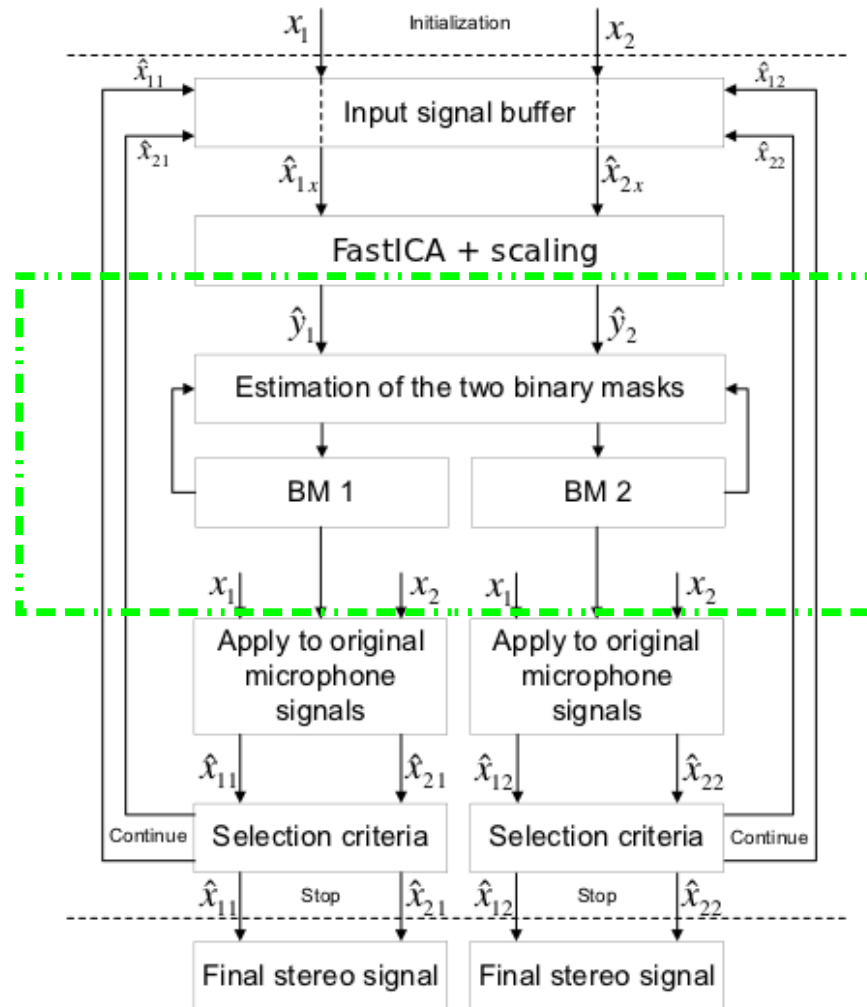 x₁ Initialization x₂
x̂₁₁ x̂₁₂
Input signal buffer
x̂₂₁ x̂₂₂
x̂₁ₓ x̂₂ₓ
FastICA + scaling
ŷ₁ ŷ₂
Estimation of the two binary masks
BM 1 BM 2
x₁ x₂ x₁ x₂
Apply to original
microphone
signals
Apply to original
microphone
signals
x̂₁₁ x̂₂₁ x̂₁₂ x̂₂₂
Continue Selection criteria Selection criteria Continue
x̂₁₁ Stop x̂₂₁ x̂₁₂ Stop x̂₂₂
Final stereo signal Final stereo signal